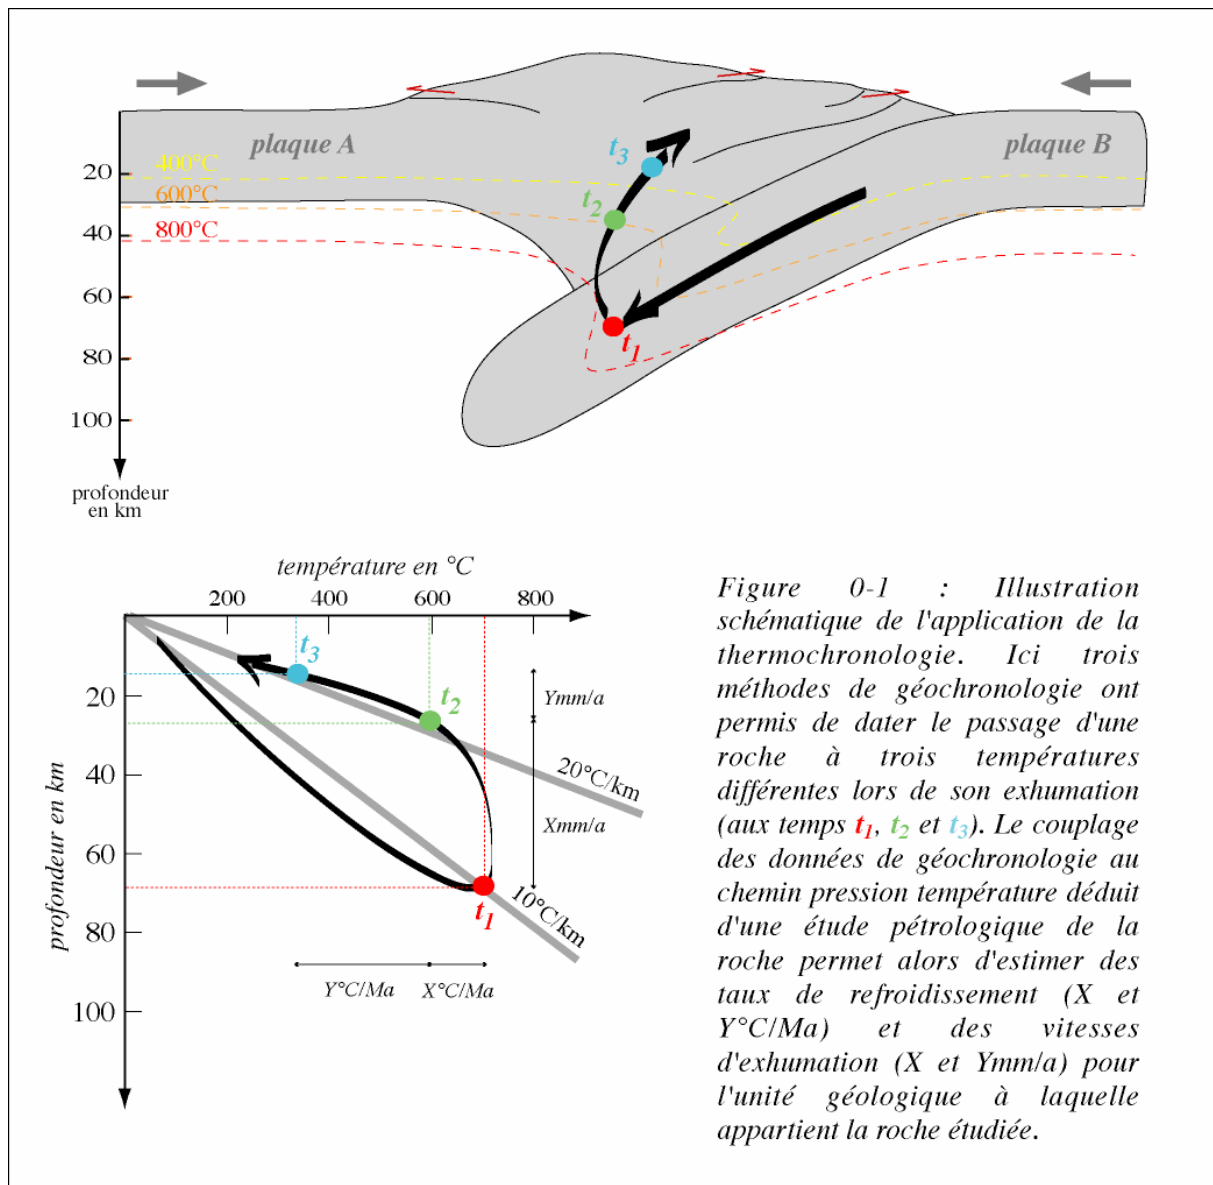 plaque A
plaque B
400°C
600°C
800°C
20
40
60
80
100
t3
t2
t1
profondeur
en km
température en °C
200 400 600 800
20
40
60
80
100
profondeur en km
t3
t2
t1
20°C/km
10°C/km
Ymm/a
Xmm/a
Y°C/Ma X°C/Ma
Figure 0-1 : Illustration
schématique de l'application de la
thermochronologie. Ici trois
méthodes de géochronologie ont
permis de dater le passage d'une
roche à trois températures
différentes lors de son exhumation
(aux temps t1, t2 et t3). Le couplage
des données de géochronologie au
chemin pression température déduit
d'une étude pétrologique de la
roche permet alors d'estimer des
taux de refroidissement (X et
Y°C/Ma) et des vitesses
d'exhumation (X et Ymm/a) pour
l'unité géologique à laquelle
appartient la roche étudiée.